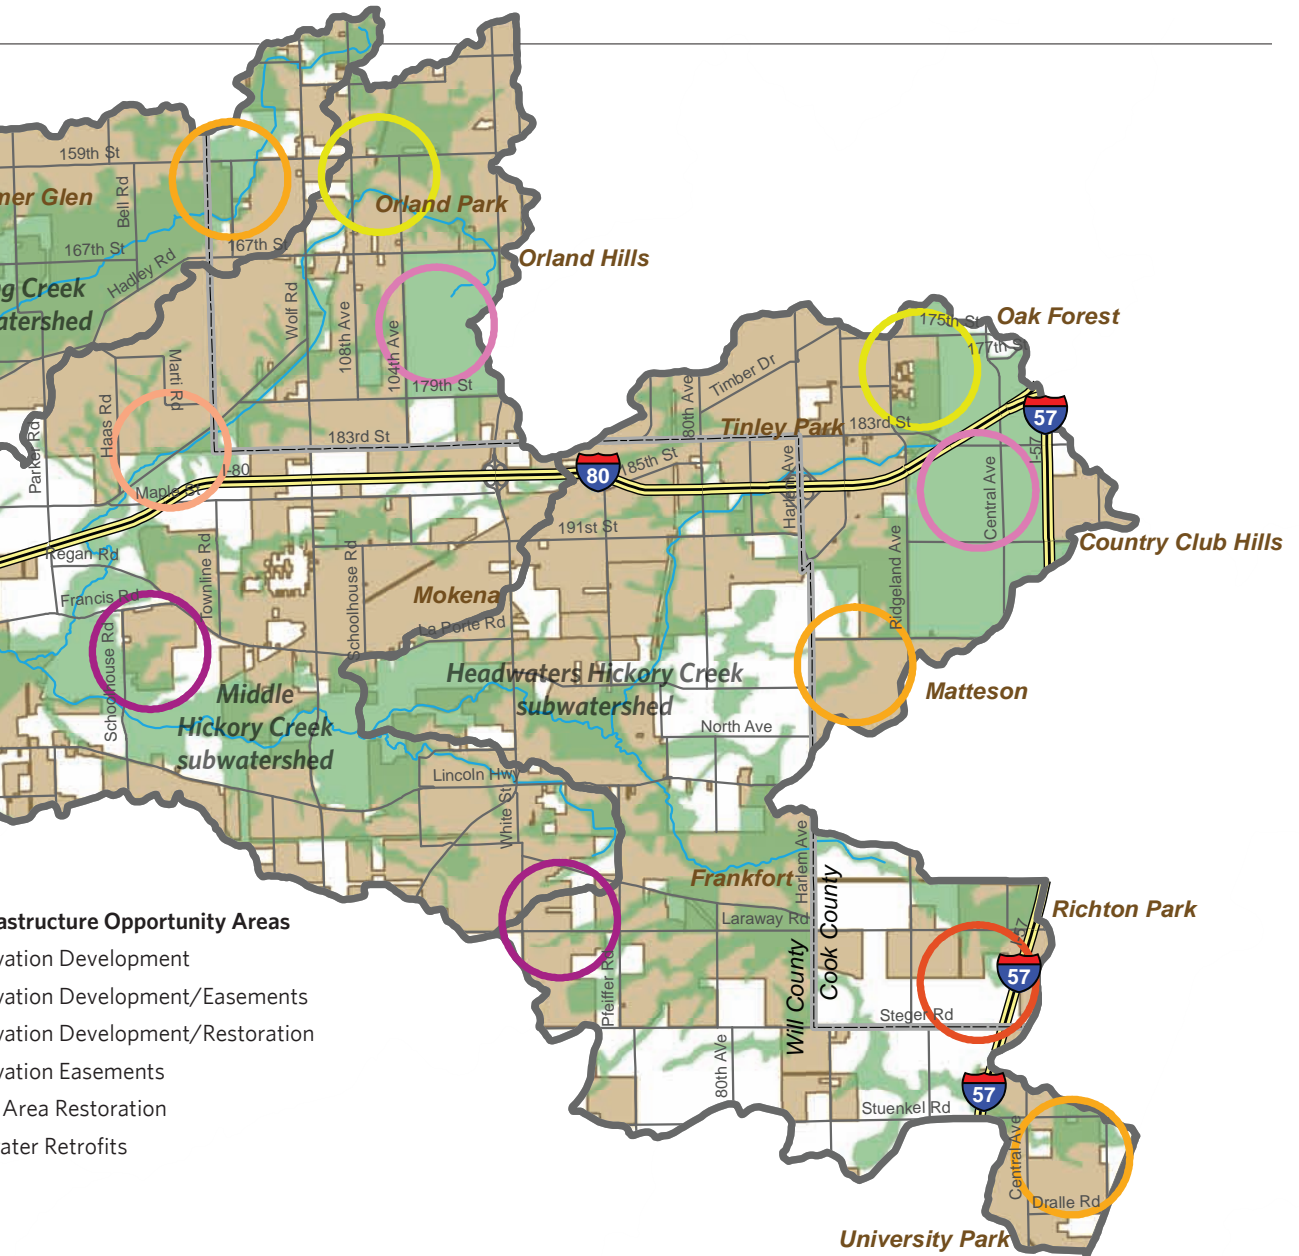 159th St
Bell Rd
mer Glen
167th St
Hadley Rd
g Creek
atershed
167th St
Orland Park
Orland Hills
Wolf Rd
108th Ave
104th Ave
179th St
Marti Rd
Haas Rd
Parker Rd
183rd St
I-80
Maple St
80
185th St
80th Ave
Timber Dr
Tinley Park
183rd St
175th St
Oak Forest
177th S
57
I-57
Central Ave
Harlem Ave
191st St
Country Club Hills
Ridgeland Ave
Regan Rd
Francis Rd
Townline Rd
Schoolhouse Rd
Mokena
La Porte Rd
Schoolhouse Rd
Middle
Hickory Creek
subwatershed
Headwaters Hickory Creek
subwatershed
Matteson
North Ave
Lincoln Hwy
White St
Harlem Ave
Frankfort
Laraway Rd
Pfeiffer Rd
Will County
Cook County
Richton Park
I-57
57
Steger Rd
80th AVe
57
Stuenkel Rd
Central Ave
Dralle Rd
University Park
astructure Opportunity Areas
vation Development
vation Development/Easements
vation Development/Restoration
vation Easements
Area Restoration
ater Retrofits